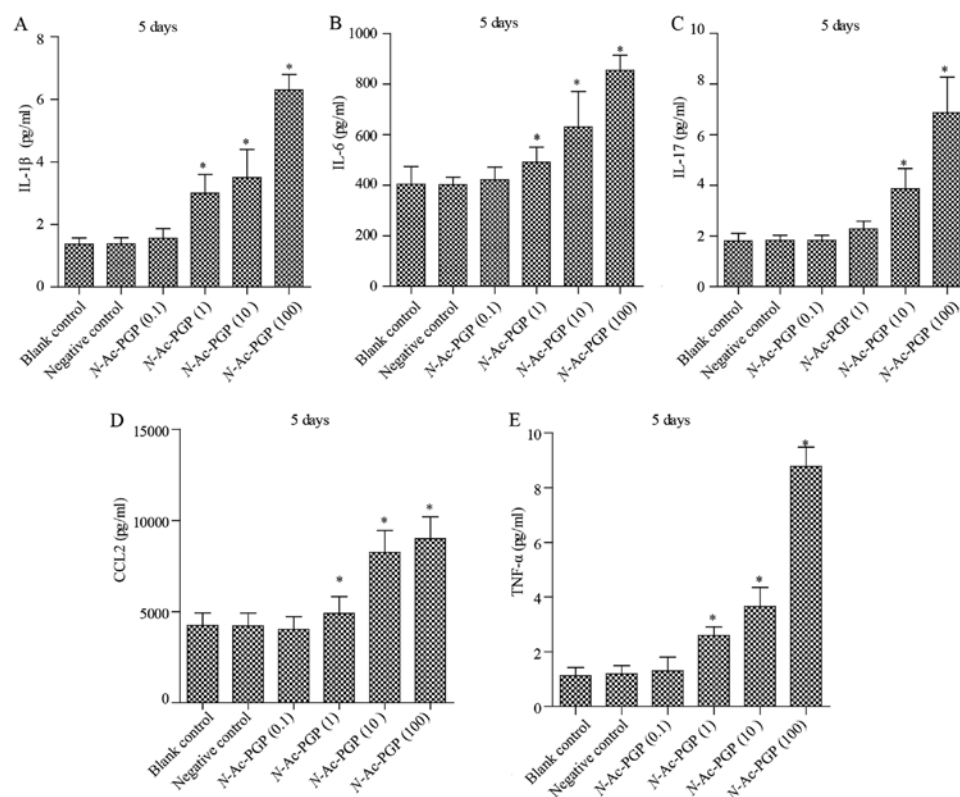 A
5 days
8
6
4
2
0
IL-1β (pg/ml)
*
*
*
Blank control
Negative control
N-Ac-PGP (0.1)
N-Ac-PGP (1)
N-Ac-PGP (10)
N-Ac-PGP (100)
B
5 days
1000
800
600
400
200
0
IL-6 (pg/ml)
*
*
*
Blank control
Negative control
N-Ac-PGP (0.1)
N-Ac-PGP (1)
N-Ac-PGP (10)
N-Ac-PGP (100)
C
5 days
10
8
6
4
2
0
IL-17 (pg/ml)
*
*
Blank control
Negative control
N-Ac-PGP (0.1)
N-Ac-PGP (1)
N-Ac-PGP (10)
N-Ac-PGP (100)
D
5 days
15000
10000
5000
0
CCL2 (pg/ml)
*
*
*
Blank control
Negative control
N-Ac-PGP (0.1)
N-Ac-PGP (1)
N-Ac-PGP (10)
N-Ac-PGP (100)
E
5 days
10
8
6
4
2
0
TNF-α (pg/ml)
*
*
*
Blank control
Negative control
N-Ac-PGP (0.1)
N-Ac-PGP (1)
N-Ac-PGP (10)
N-Ac-PGP (100)